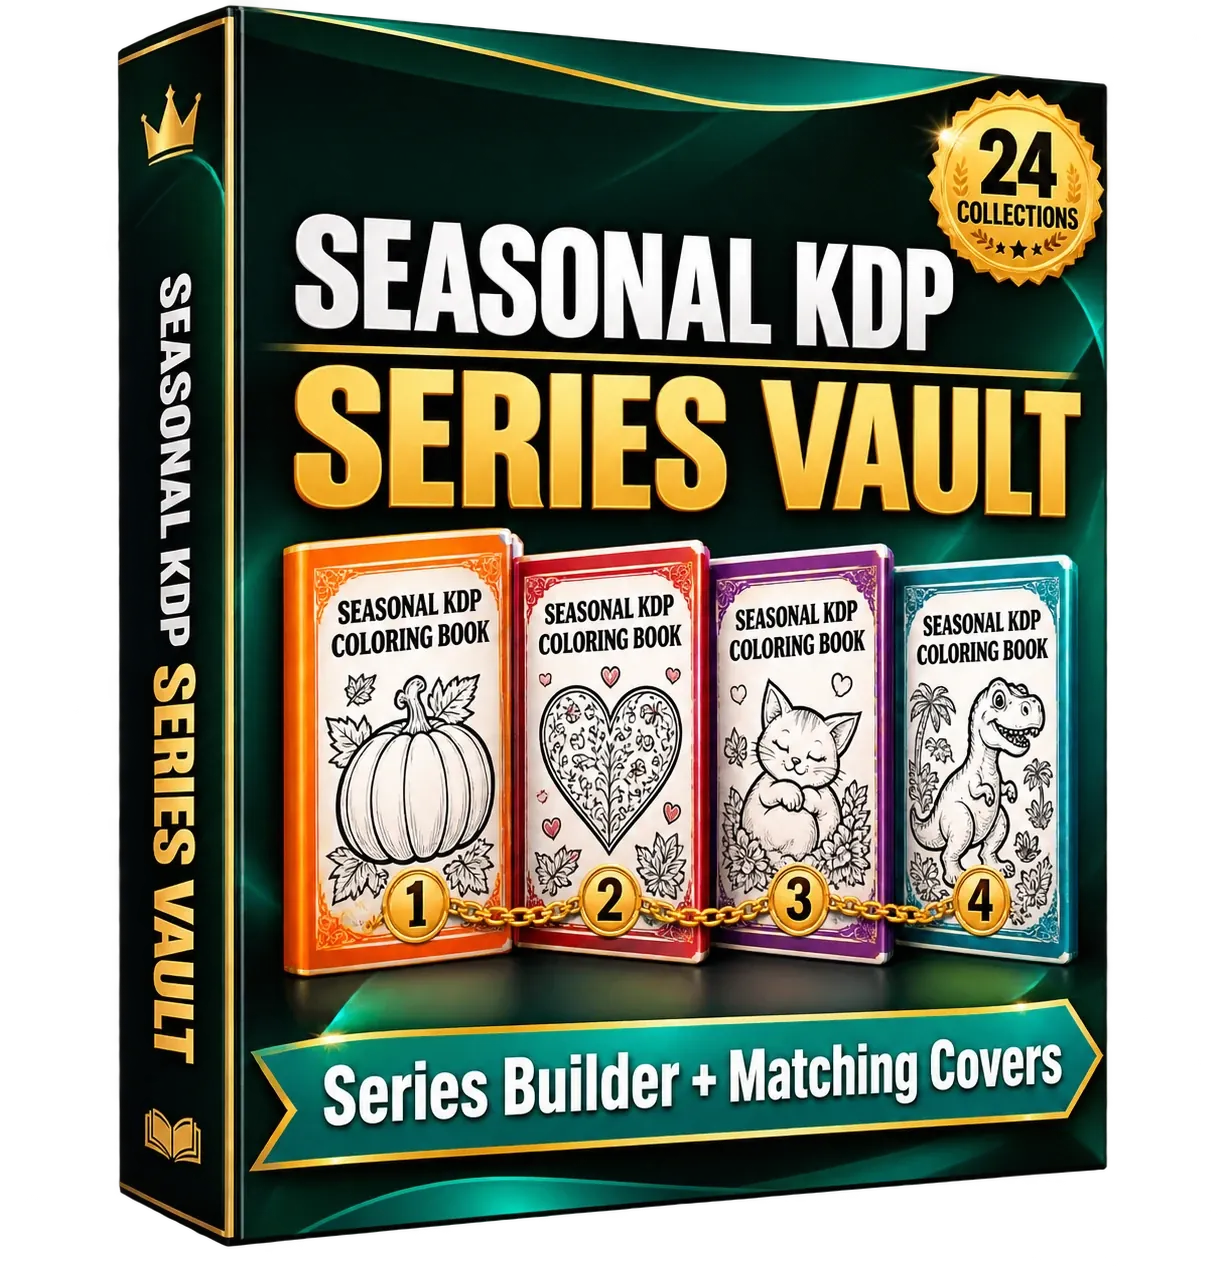 SEASONAL KDP SERIES VAULT
24
COLLECTIONS
SEASONAL KDP
SERIES VAULT
SEASONAL KDP
COLORING BOOK
1
SEASONAL KDP
COLORING BOOK
2
SEASONAL KDP
COLORING BOOK
3
SEASONAL KDP
COLORING BOOK
4
Series Builder + Matching Covers